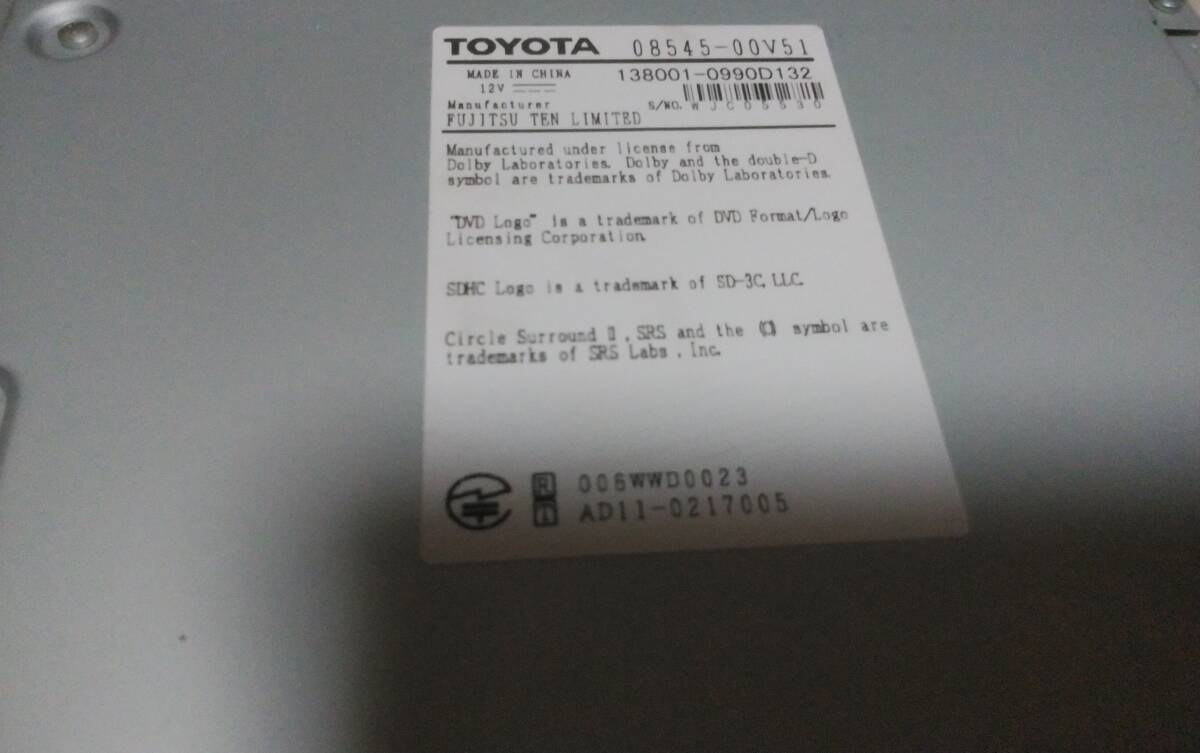 TOYOTA 08545-00V51
MADE IN CHINA 138001-0990D132
12V
Manufacturer S/NO. WJC05530
FUJITSU TEN LIMITED
Manufactured under license from
Dolby Laboratories. Dolby and the double-D
symbol are trademarks of Dolby Laboratories.
"DVD Logo" is a trademark of DVD Format/Logo
Licensing Corporation.
SDHC Logo is a trademark of SD-3C, LLC.
Circle Surround Ⅱ, SRS and the symbol are
trademarks of SRS Labs, Inc.
R 006WWD0023
T AD11-0217005